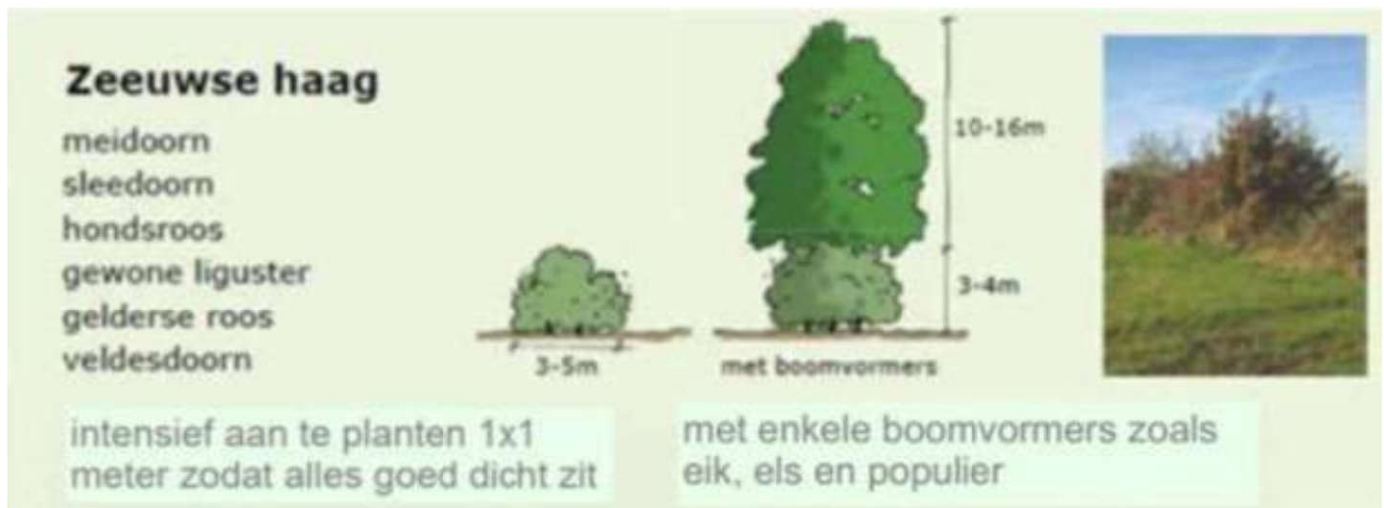 Zeeuwse haag
meidoorn
sleedoorn
hondsroos
gewone liguster
gelderse roos
veldesdoorn
3-5m
met boomvormers
10-16m
3-4m
intensief aan te planten 1x1
meter zodat alles goed dicht zit
met enkele boomvormers zoals
eik, els en populier